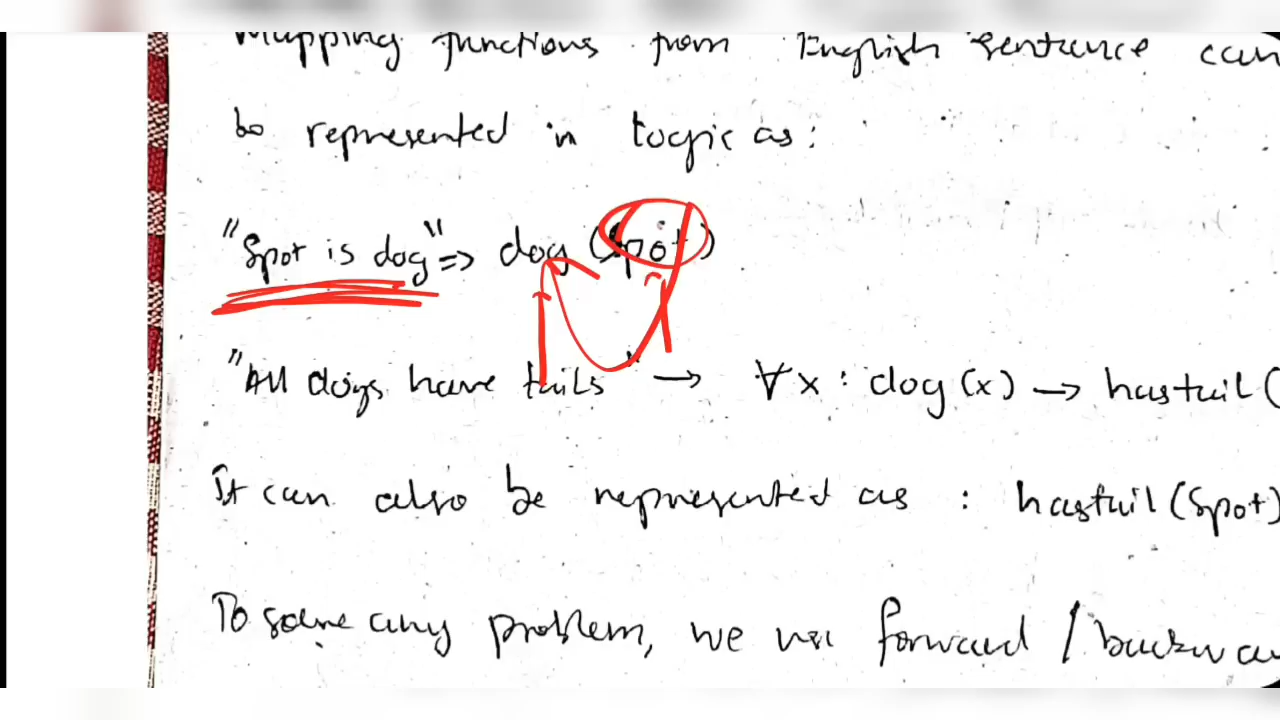 Mapping functions from English sentence can
be represented in logic as:
"Spot is dog" => dog (Spot)
"All dogs have tails" → ∀x : dog(x) → hastail(
It can also be represented as : hastail(Spot)
To solve any problem, we use forward / backwa